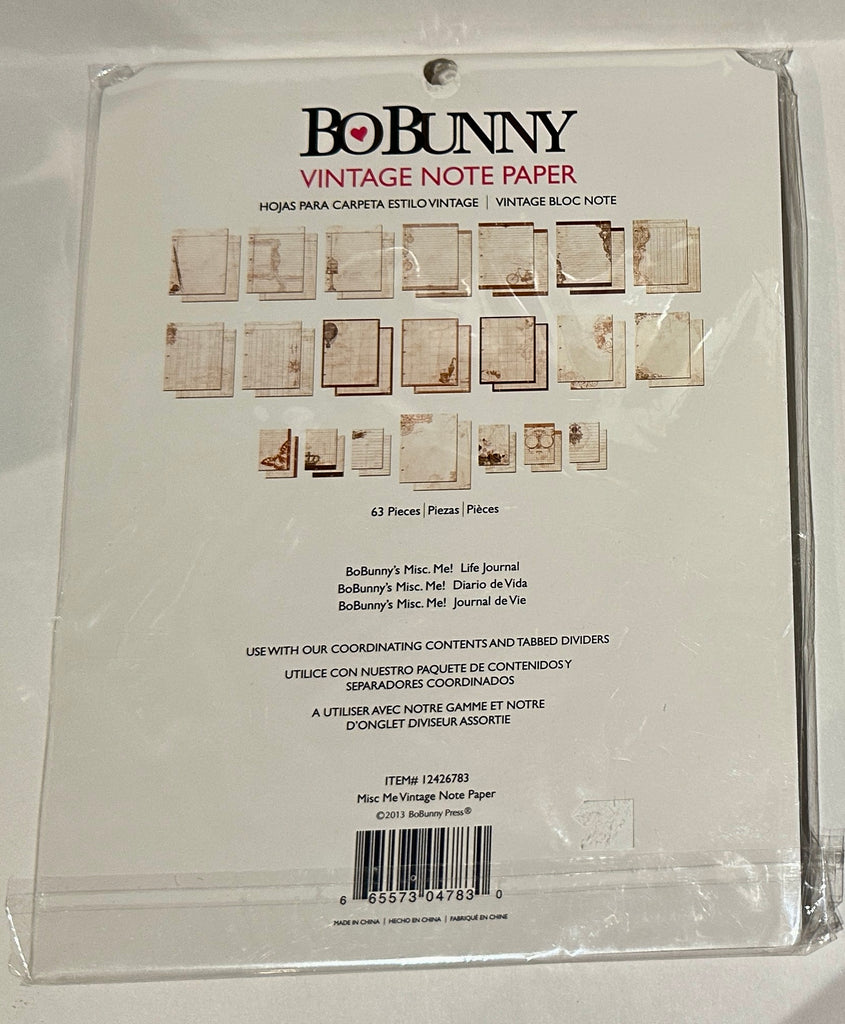 BOBUNNY
VINTAGE NOTE PAPER
HOJAS PARA CARPETA ESTILO VINTAGE | VINTAGE BLOC NOTE
63 Pieces | Piezas | Pièces
BoBunny's Misc. Me! Life Journal
BoBunny's Misc. Me! Diario de Vida
BoBunny's Misc. Me! Journal de Vie
USE WITH OUR COORDINATING CONTENTS AND TABBED DIVIDERS
UTILICE CON NUESTRO PAQUETE DE CONTENIDOS Y
SEPARADORES COORDINADOS
A UTILISER AVEC NOTRE GAMME ET NOTRE
D'ONGLET DIVISEUR ASSORTIE
ITEM# 12426783
Misc Me Vintage Note Paper
©2013 BoBunny Press®
6 65573 04783 0
MADE IN CHINA | HECHO EN CHINA | FABRIQUÉ EN CHINE